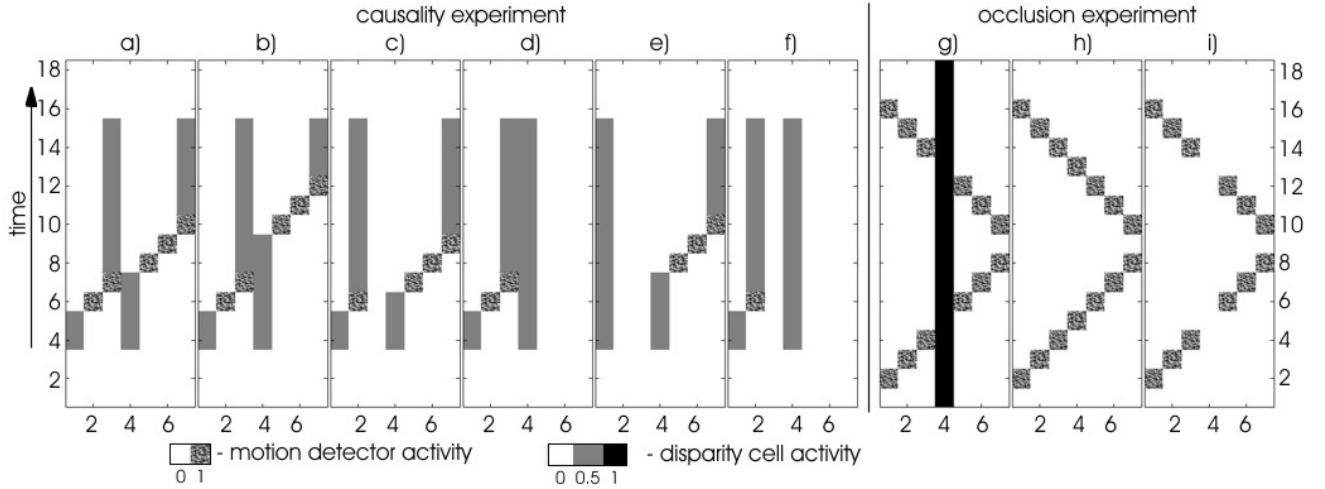 causality experiment
occlusion experiment
a) b) c) d) e) f) g) h) i)
18 18
16 16
14 14
12 12
10 10
8 8
6 6
4 4
2 2
time
2 4 6 2 4 6 2 4 6 2 4 6 2 4 6 2 4 6 2 4 6 2 4 6 2 4 6
- motion detector activity
0 1
- disparity cell activity
0 0.5 1